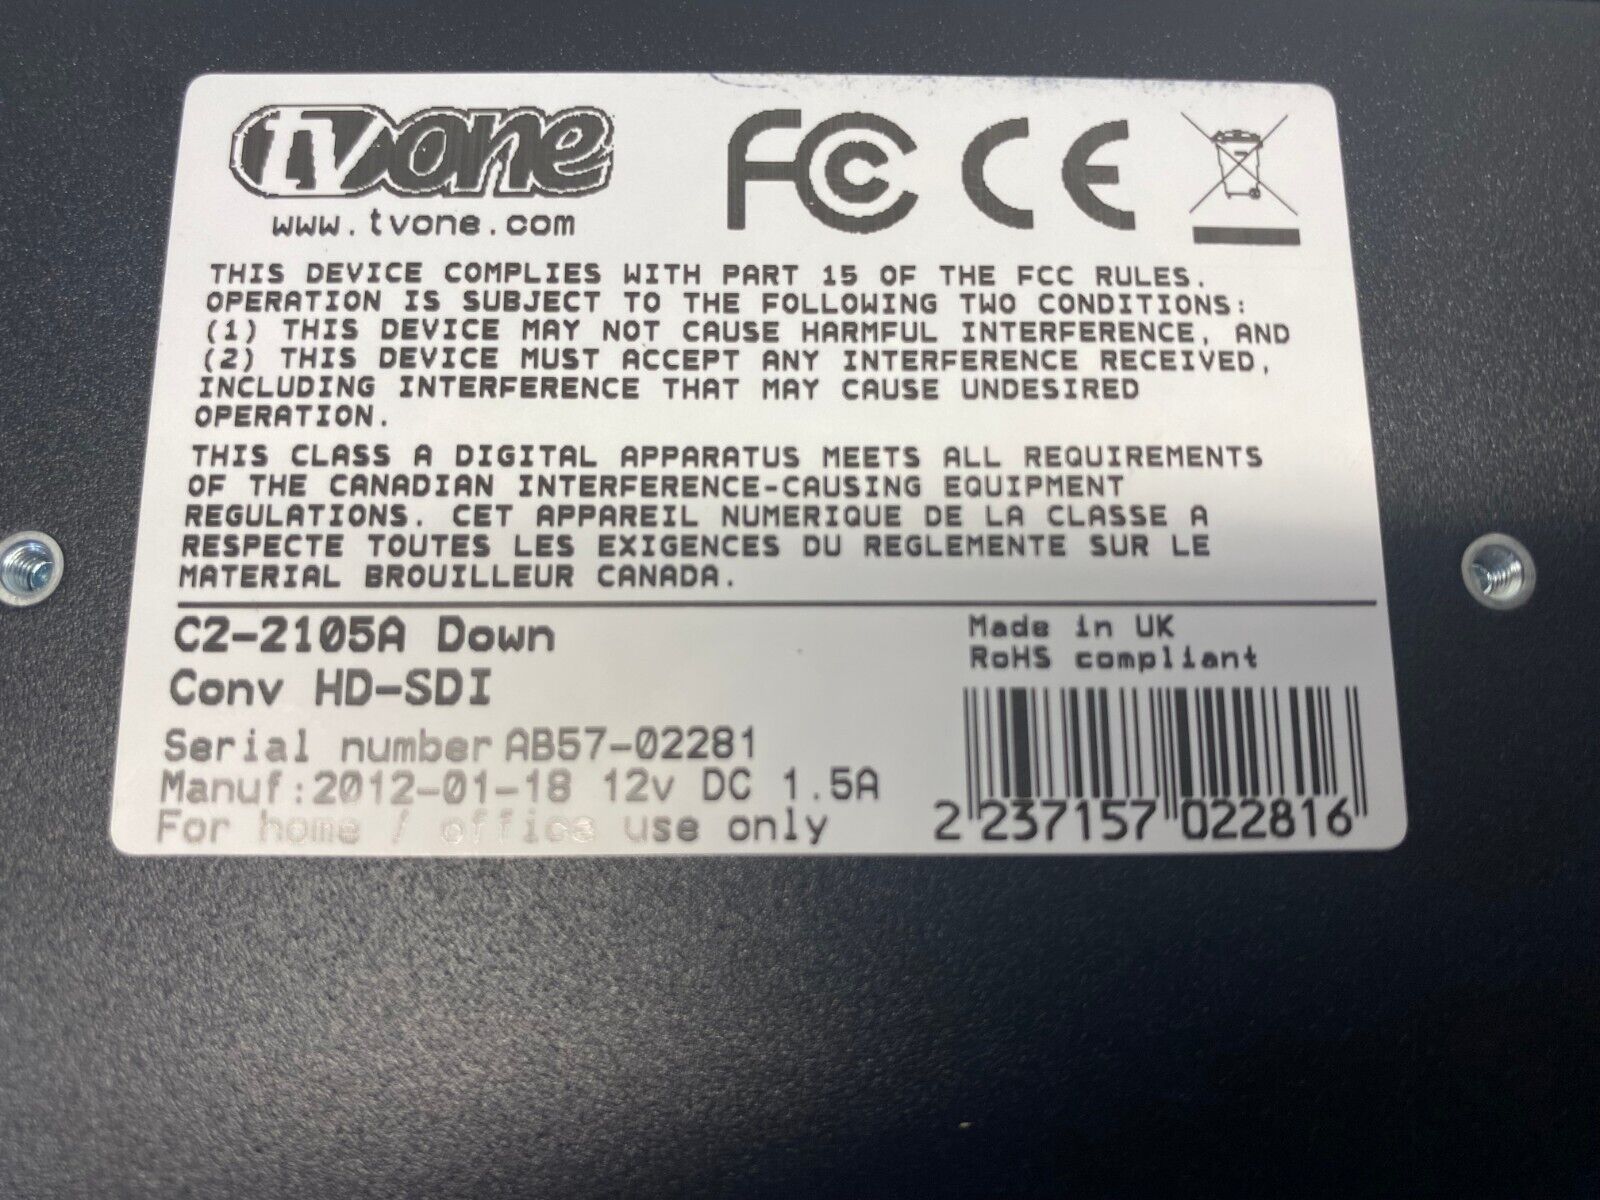 tvone
FC CE
www.tvone.com
THIS DEVICE COMPLIES WITH PART 15 OF THE FCC RULES.
OPERATION IS SUBJECT TO THE FOLLOWING TWO CONDITIONS:
(1) THIS DEVICE MAY NOT CAUSE HARMFUL INTERFERENCE, AND
(2) THIS DEVICE MUST ACCEPT ANY INTERFERENCE RECEIVED,
INCLUDING INTERFERENCE THAT MAY CAUSE UNDESIRED
OPERATION.
THIS CLASS A DIGITAL APPARATUS MEETS ALL REQUIREMENTS
OF THE CANADIAN INTERFERENCE-CAUSING EQUIPMENT
REGULATIONS. CET APPAREIL NUMERIQUE DE LA CLASSE A
RESPECTE TOUTES LES EXIGENCES DU REGLEMENTE SUR LE
MATERIAL BROUILLEUR CANADA.
C2-2105A Down
Conv HD-SDI
Serial number AB57-02281
Manuf:2012-01-18 12v DC 1.5A
For home / office use only
Made in UK
RoHS compliant
2 237157 022816